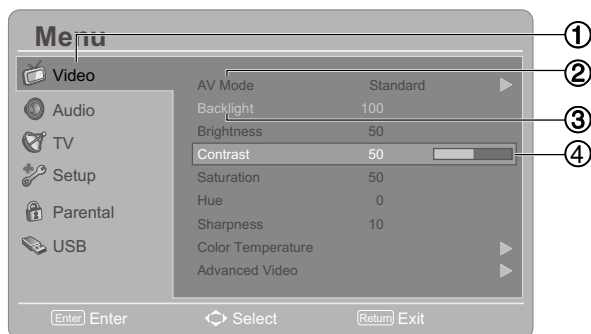 Menu
①
Video
②
AV Mode Standard
Audio
Backlight 100
③
Brightness 50
TV
Contrast 50
④
Setup
Saturation 50
Hue 0
Parental
Sharpness 10
USB
Color Temperature
Advanced Video
Enter Enter Select Return Exit